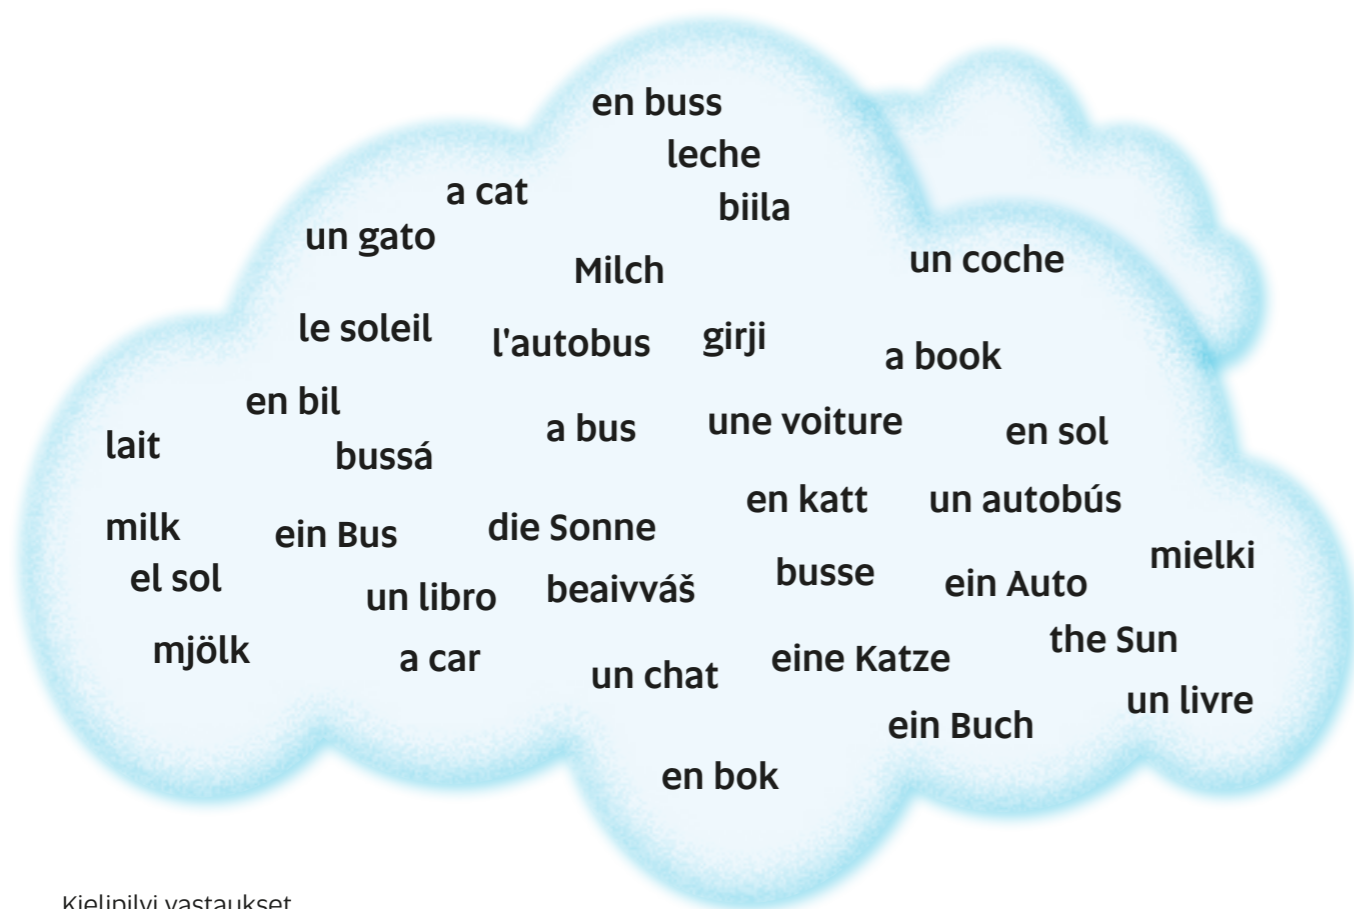 en buss
leche
a cat
biila
un gato
un coche
Milch
le soleil
l'autobus
girji
a book
en bil
une voiture
a bus
en sol
lait
bussá
en katt
un autobús
milk
ein Bus
die Sonne
mielki
busse
el sol
ein Auto
beaivváš
un libro
the Sun
mjölk
a car
eine Katze
un chat
un livre
ein Buch
en bok
Kielipilvi vastaukset